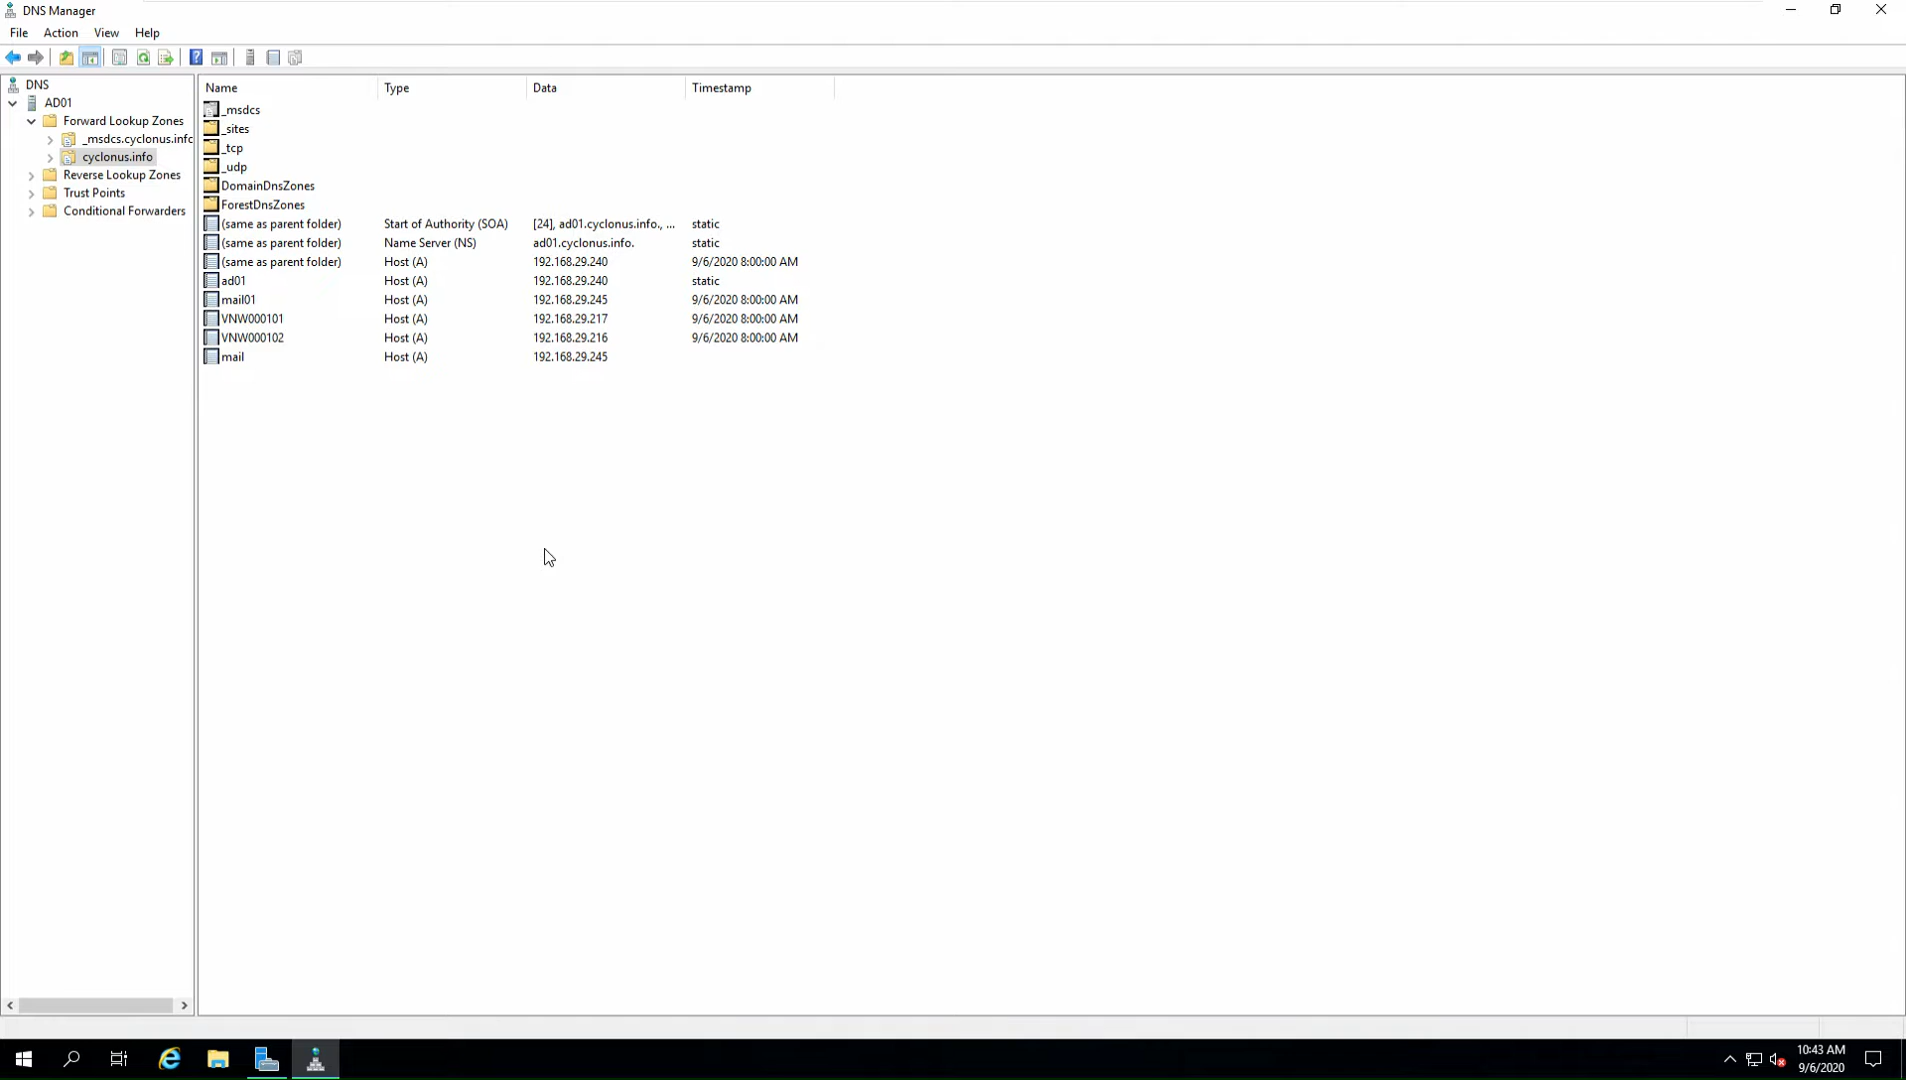 DNS Manager
File Action View Help
DNS
AD01
Forward Lookup Zones
_msdcs.cyclonus.info
cyclonus.info
Reverse Lookup Zones
Trust Points
Conditional Forwarders
Name Type Data Timestamp
_msdcs
_sites
_tcp
_udp
DomainDnsZones
ForestDnsZones
(same as parent folder) Start of Authority (SOA) [24], ad01.cyclonus.info., ... static
(same as parent folder) Name Server (NS) ad01.cyclonus.info. static
(same as parent folder) Host (A) 192.168.29.240 9/6/2020 8:00:00 AM
ad01 Host (A) 192.168.29.240 static
mail01 Host (A) 192.168.29.245 9/6/2020 8:00:00 AM
VNW000101 Host (A) 192.168.29.217 9/6/2020 8:00:00 AM
VNW000102 Host (A) 192.168.29.216 9/6/2020 8:00:00 AM
mail Host (A) 192.168.29.245
10:43 AM
9/6/2020